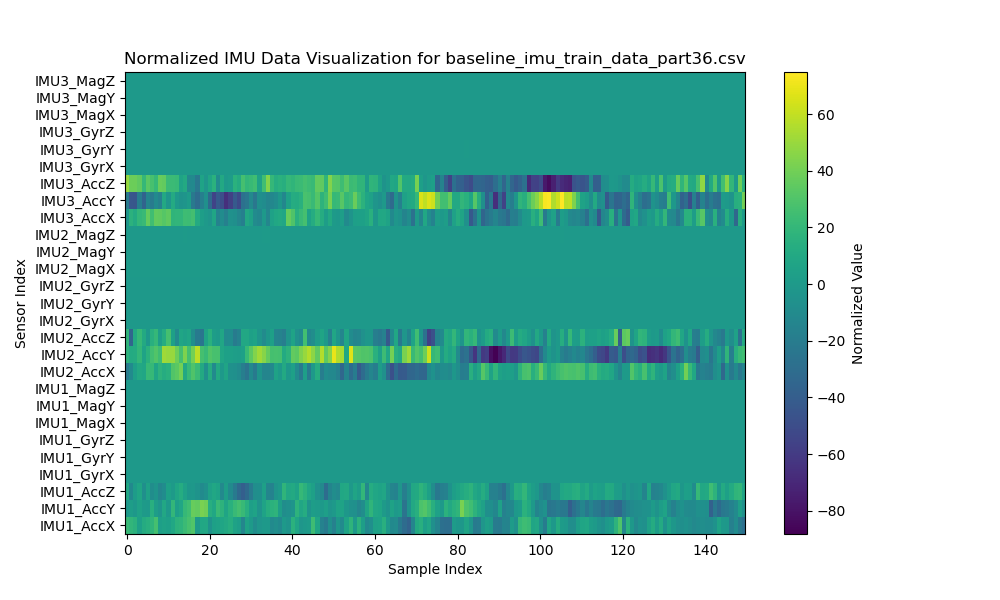 Normalized IMU Data Visualization for baseline_imu_train_data_part36.csv
IMU3_MagZ
IMU3_MagY
IMU3_MagX
IMU3_GyrZ
IMU3_GyrY
IMU3_GyrX
IMU3_AccZ
IMU3_AccY
IMU3_AccX
IMU2_MagZ
IMU2_MagY
IMU2_MagX
IMU2_GyrZ
IMU2_GyrY
IMU2_GyrX
IMU2_AccZ
IMU2_AccY
IMU2_AccX
IMU1_MagZ
IMU1_MagY
IMU1_MagX
IMU1_GyrZ
IMU1_GyrY
IMU1_GyrX
IMU1_AccZ
IMU1_AccY
IMU1_AccX
Sensor Index
0 20 40 60 80 100 120 140
Sample Index
60
40
20
0
−20
−40
−60
−80
Normalized Value